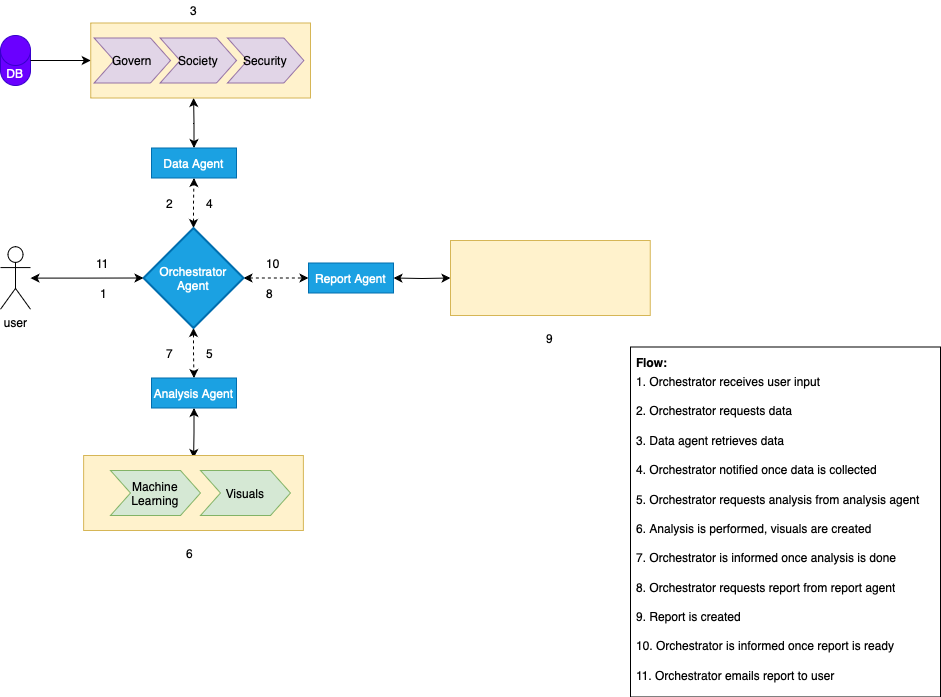 3
Govern
Society
Security
DB
Data Agent
2
4
11
Orchestrator
Agent
10
Report Agent
1
8
user
9
7
5
Analysis Agent
Machine
Learning
Visuals
6
Flow:
1. Orchestrator receives user input
2. Orchestrator requests data
3. Data agent retrieves data
4. Orchestrator notified once data is collected
5. Orchestrator requests analysis from analysis agent
6. Analysis is performed, visuals are created
7. Orchestrator is informed once analysis is done
8. Orchestrator requests report from report agent
9. Report is created
10. Orchestrator is informed once report is ready
11. Orchestrator emails report to user